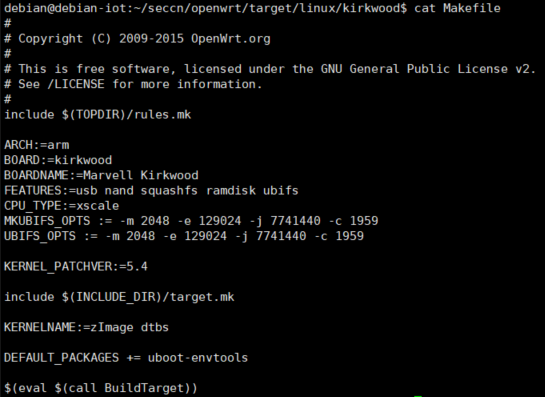 debian@debian-iot:~/seccn/openwrt/target/linux/kirkwood$ cat Makefile
#
# Copyright (C) 2009-2015 OpenWrt.org
#
# This is free software, licensed under the GNU General Public License v2.
# See /LICENSE for more information.
#
include $(TOPDIR)/rules.mk
ARCH:=arm
BOARD:=kirkwood
BOARDNAME:=Marvell Kirkwood
FEATURES:=usb nand squashfs ramdisk ubifs
CPU_TYPE:=xscale
MKUBIFS_OPTS := -m 2048 -e 129024 -j 7741440 -c 1959
UBIFS_OPTS := -m 2048 -e 129024 -j 7741440 -c 1959
KERNEL_PATCHVER:=5.4
include $(INCLUDE_DIR)/target.mk
KERNELNAME:=zImage dtbs
DEFAULT_PACKAGES += uboot-envtools
$(eval $(call BuildTarget))